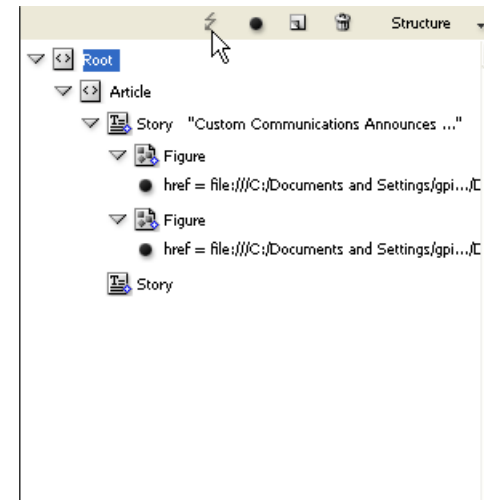 Structure
Root
Article
Story "Custom Communications Announces ..."
Figure
href = file:///C:/Documents and Settings/gpi.../D
Figure
href = file:///C:/Documents and Settings/gpi.../D
Story